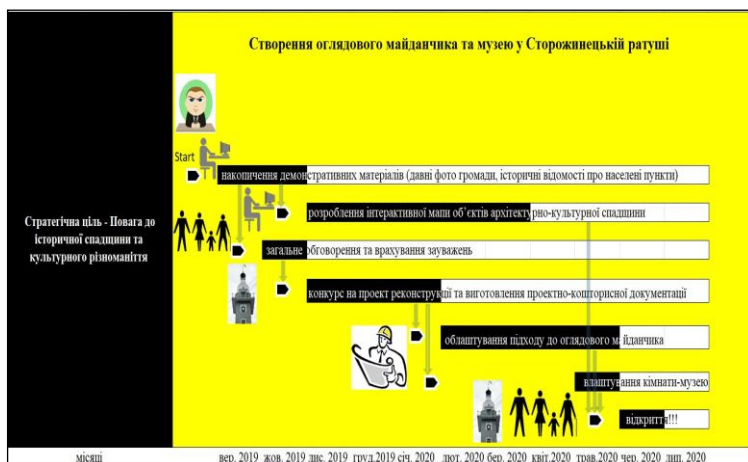 Створення оглядового майданчика та музею у Сторожинецькій ратуші
Start
накопичення демонстративних матеріалів (давні фото громади, історичні відомості про населені пункти)
розроблення інтерактивної мапи об’єктів архітектурно-культурної спадщини
Стратегічна ціль - Повага до
історичної спадщини та
культурного різноманіття
загальне обговорення та врахування зауважень
конкурс на проект реконструкції та виготовлення проектно-кошторисної документації
облаштування підходу до оглядового майданчика
влаштування кімнати-музею
відкриття!!!
місяці вер. 2019 жов. 2019 лис. 2019 груд.2019 січ. 2020 лют. 2020 бер. 2020 квіт.2020 трав.2020 чер. 2020 лип. 2020